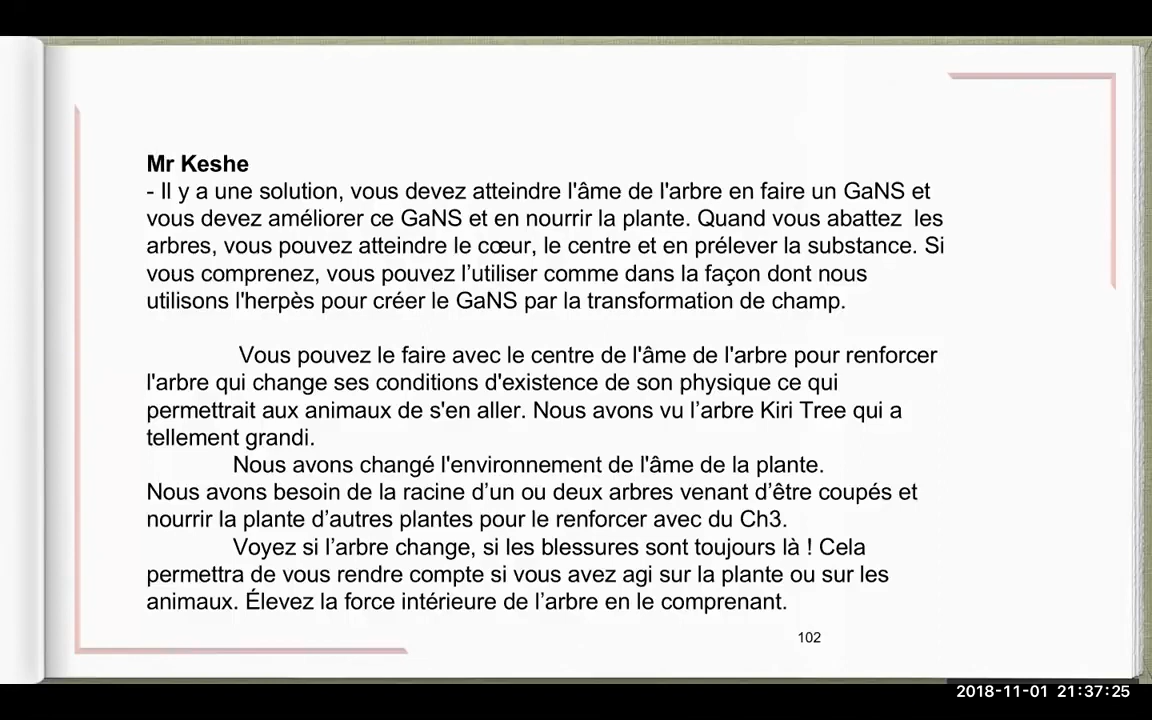 Mr Keshe
- Il y a une solution, vous devez atteindre l'âme de l'arbre en faire un GaNS et
vous devez améliorer ce GaNS et en nourrir la plante. Quand vous abattez  les
arbres, vous pouvez atteindre le cœur, le centre et en prélever la substance. Si
vous comprenez, vous pouvez l’utiliser comme dans la façon dont nous
utilisons l'herpès pour créer le GaNS par la transformation de champ.
Vous pouvez le faire avec le centre de l'âme de l'arbre pour renforcer
l'arbre qui change ses conditions d'existence de son physique ce qui
permettrait aux animaux de s'en aller. Nous avons vu l’arbre Kiri Tree qui a
tellement grandi.
Nous avons changé l'environnement de l'âme de la plante.
Nous avons besoin de la racine d’un ou deux arbres venant d’être coupés et
nourrir la plante d’autres plantes pour le renforcer avec du Ch3.
Voyez si l’arbre change, si les blessures sont toujours là ! Cela
permettra de vous rendre compte si vous avez agi sur la plante ou sur les
animaux. Élevez la force intérieure de l’arbre en le comprenant.
102
2018-11-01 21:37:25